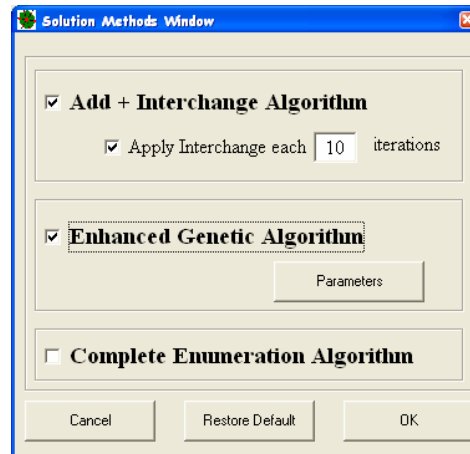 Solution Methods Window
Add + Interchange Algorithm
Apply Interchange each 10 iterations
Enhanced Genetic Algorithm
Parameters
Complete Enumeration Algorithm
Cancel Restore Default OK